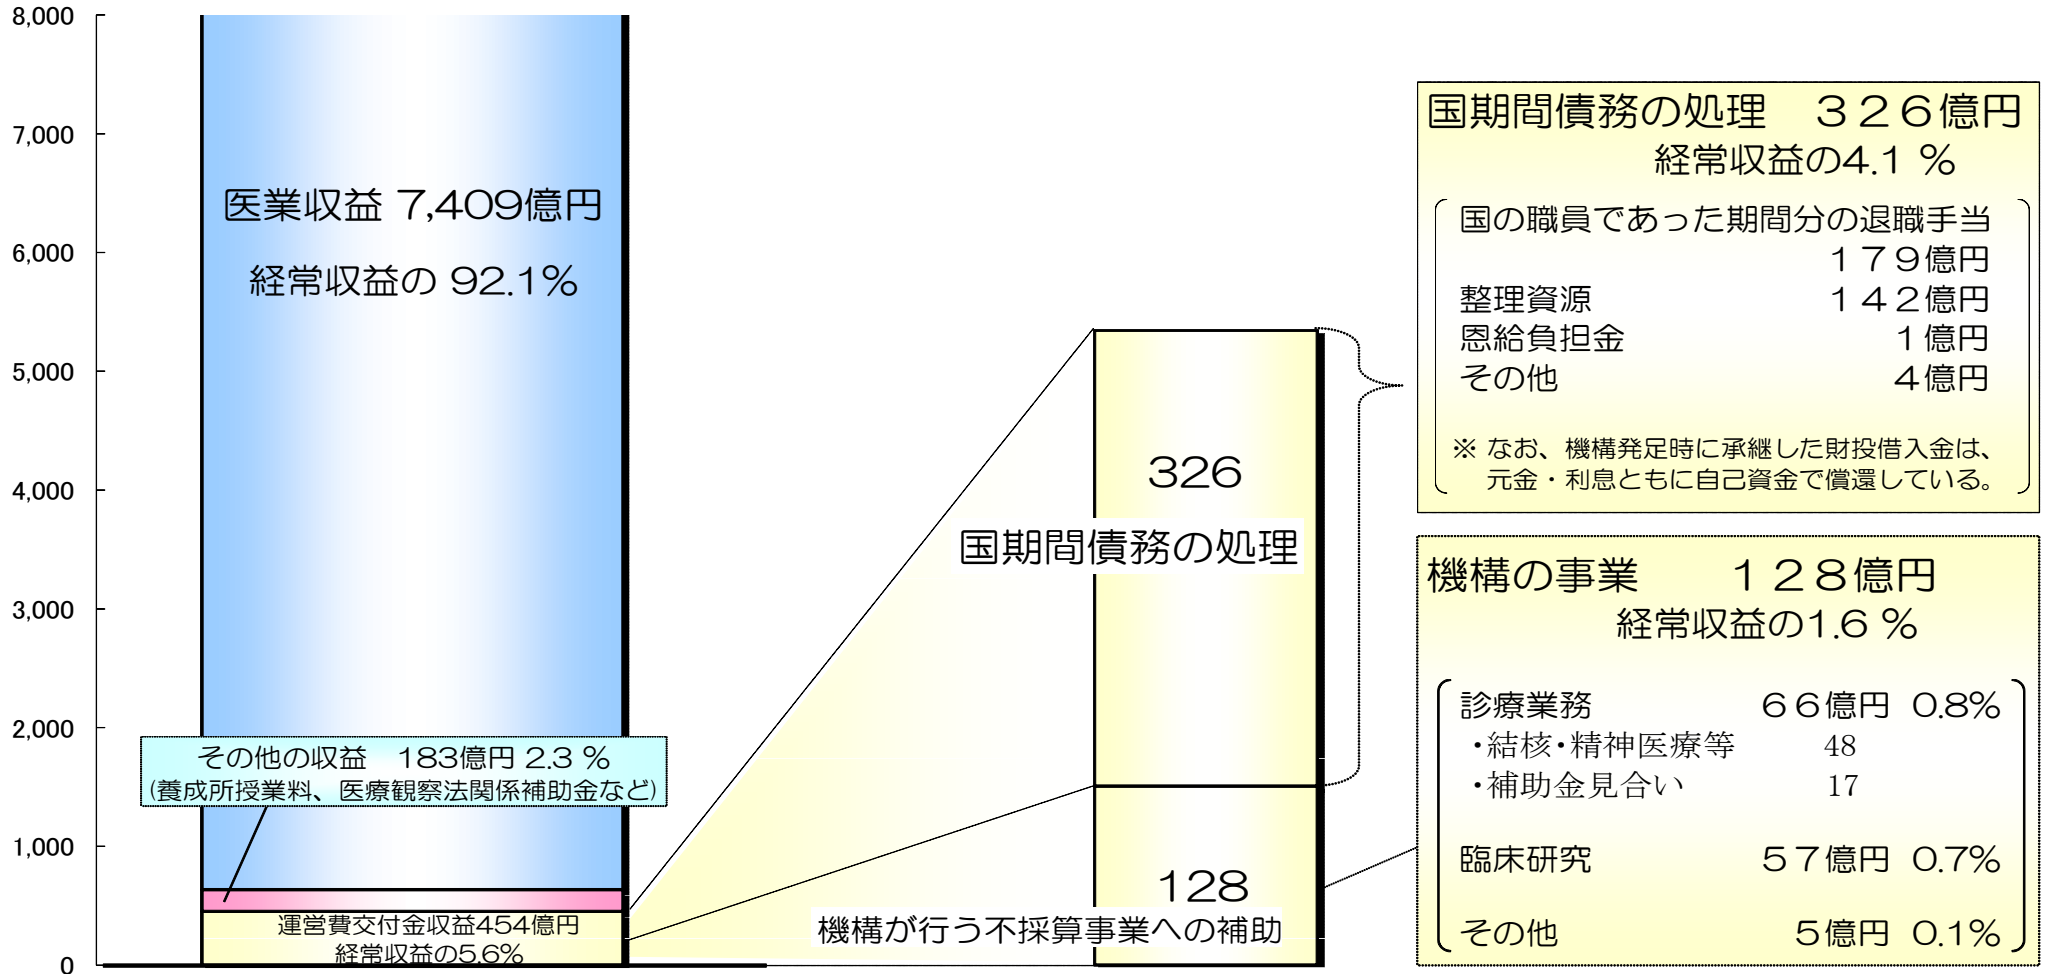 8,000
7,000
6,000
5,000
4,000
3,000
2,000
1,000
0
医業収益 7,409億円
経常収益の 92.1%
その他の収益　183億円 2.3 %
(養成所授業料、医療観察法関係補助金など)
運営費交付金収益454億円
経常収益の5.6%
326
国期間債務の処理
128
機構が行う不採算事業への補助
国期間債務の処理　３２６億円
経常収益の4.1 %
国の職員であった期間分の退職手当
１７９億円
整理資源　１４２億円
恩給負担金　１億円
その他　４億円
※ なお、機構発足時に承継した財投借入金は、
元金・利息ともに自己資金で償還している。
機構の事業　１２８億円
経常収益の1.6 %
診療業務　６６億円 0.8%
・結核・精神医療等　48
・補助金見合い　17
臨床研究　５７億円 0.7%
その他　５億円 0.1%